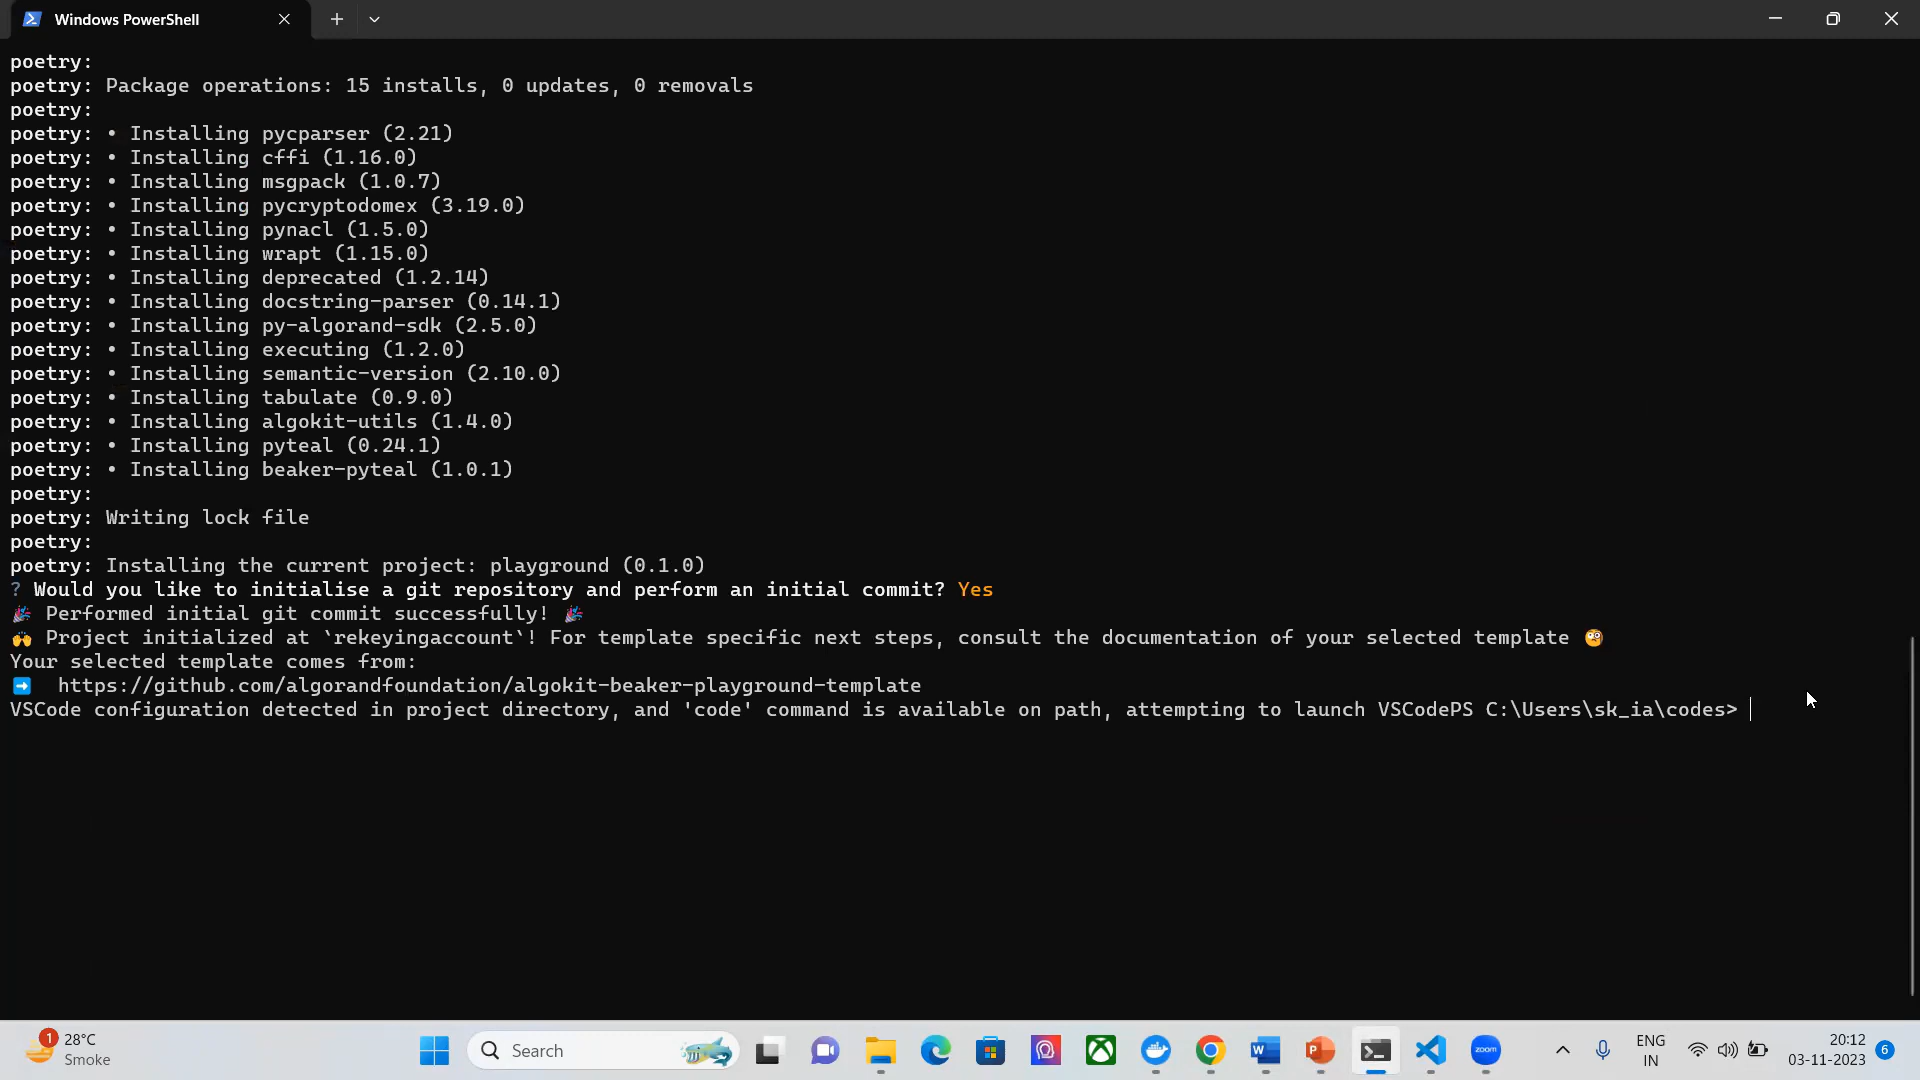 Windows PowerShell
poetry:
poetry: Package operations: 15 installs, 0 updates, 0 removals
poetry:
poetry: • Installing pycparser (2.21)
poetry: • Installing cffi (1.16.0)
poetry: • Installing msgpack (1.0.7)
poetry: • Installing pycryptodomex (3.19.0)
poetry: • Installing pynacl (1.5.0)
poetry: • Installing wrapt (1.15.0)
poetry: • Installing deprecated (1.2.14)
poetry: • Installing docstring-parser (0.14.1)
poetry: • Installing py-algorand-sdk (2.5.0)
poetry: • Installing executing (1.2.0)
poetry: • Installing semantic-version (2.10.0)
poetry: • Installing tabulate (0.9.0)
poetry: • Installing algokit-utils (1.4.0)
poetry: • Installing pyteal (0.24.1)
poetry: • Installing beaker-pyteal (1.0.1)
poetry:
poetry: Writing lock file
poetry:
poetry: Installing the current project: playground (0.1.0)
? Would you like to initialise a git repository and perform an initial commit? Yes
🎉 Performed initial git commit successfully! 🎉
🙌 Project initialized at `rekeyingaccount`! For template specific next steps, consult the documentation of your selected template 🧐
Your selected template comes from:
➡️ https://github.com/algorandfoundation/algokit-beaker-playground-template
VSCode configuration detected in project directory, and 'code' command is available on path, attempting to launch VSCodePS C:\Users\sk_ia\codes>
1
28°C
Smoke
Search
zoom
ENG
IN
20:12
03-11-2023
6